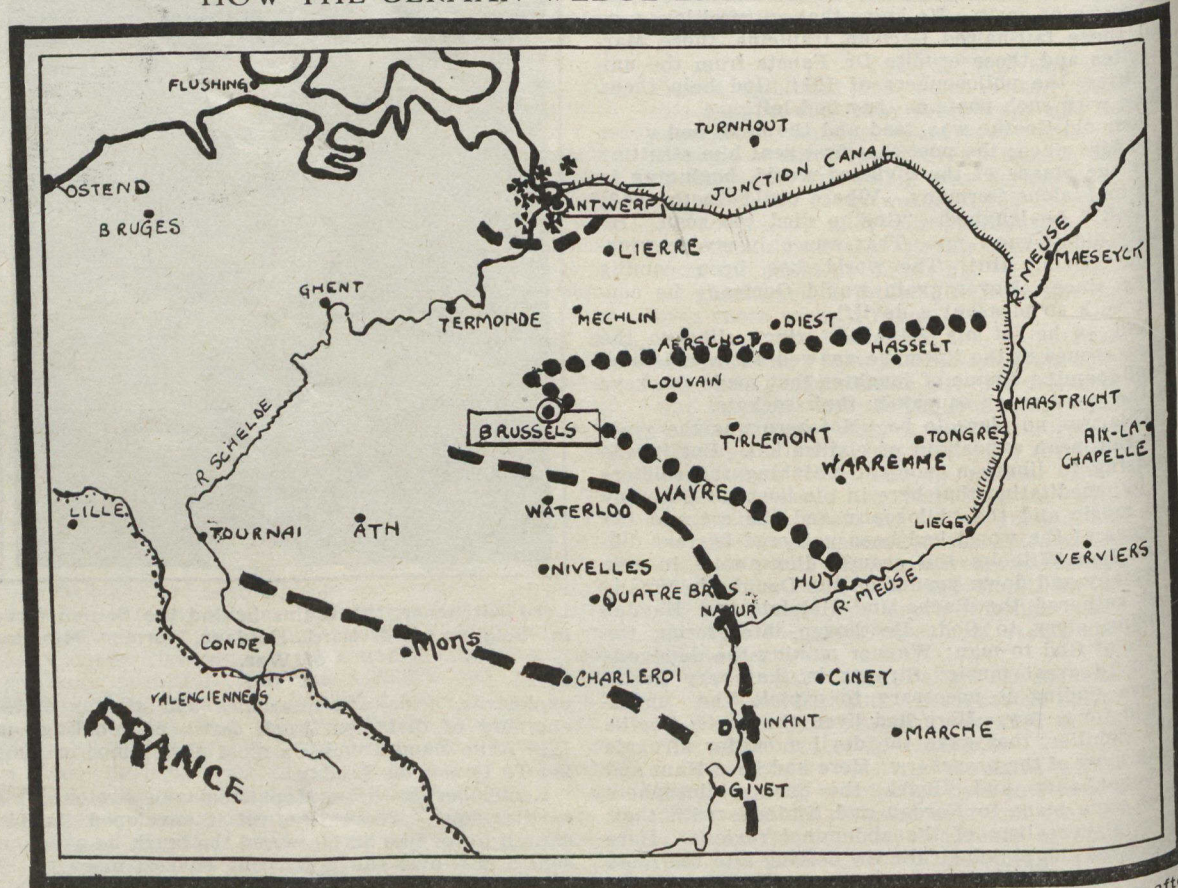 HOW THE GERMAN WEDGE
FLUSHING
TURNHOUT
JUNCTION CANAL
OSTEND
BRUGES
ANTWERP
LIERRE
R. MEUSE
MAESEYCK
GHENT
TERMONDE
MECHLIN
DIEST
AERSCHOT
HASSELT
LOUVAIN
MAASTRICHT
BRUSSELS
TIRLEMONT
TONGRES
AIX-LA-
CHAPELLE
R. SCHELDE
WARREMME
WAVRE
LILLE
WATERLOO
TOURNAI
ATH
LIEGE
VERVIERS
NIVELLES
HUY
QUATRE BRAS
R. MEUSE
NAMUR
CONDE
MONS
CHARLEROI
CINEY
VALENCIENNES
DINANT
MARCHE
FRANCE
GIVET